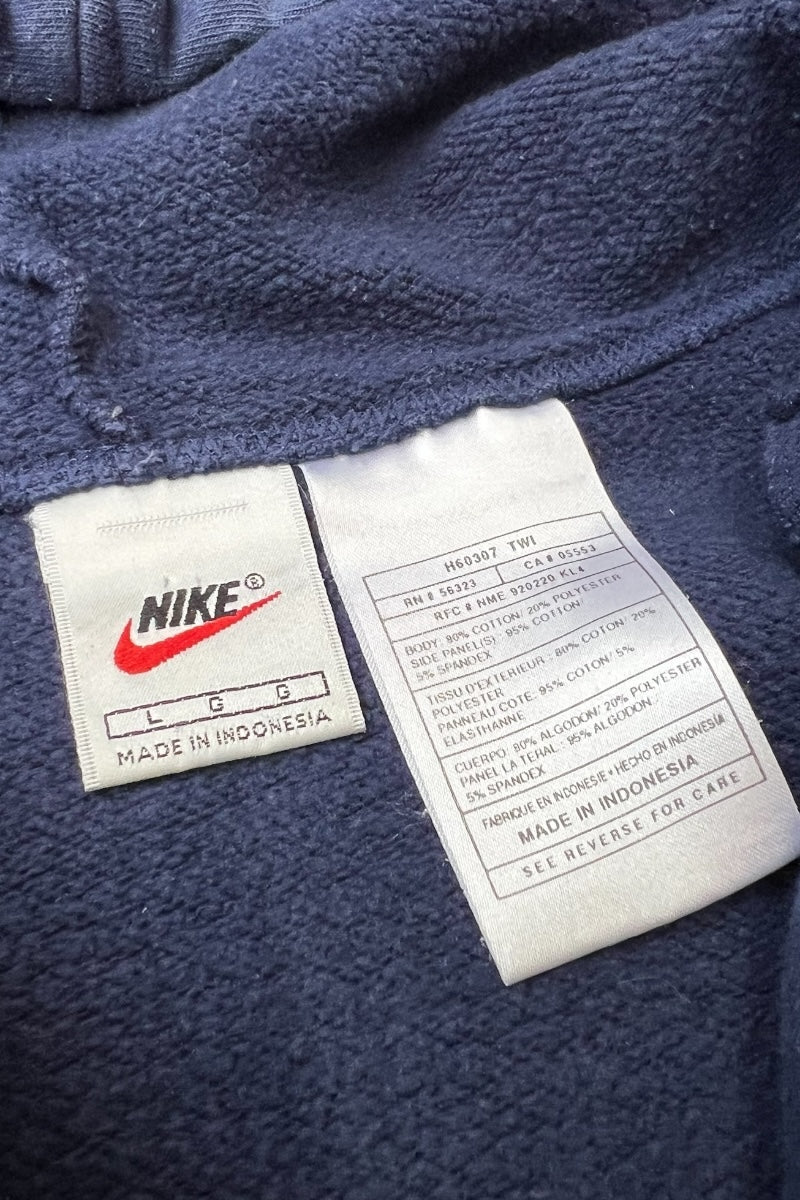 NIKE®
L G G
MADE IN INDONESIA
H60307 TWI
RN # 56323 CA # 05553
RFC # NME 920220 KL4
BODY: 80% COTTON/ 20% POLYESTER
SIDE PANEL(S): 95% COTTON/
5% SPANDEX
TISSU D'EXTERIEUR : 80% COTON/ 20%
POLYESTER
PANNEAU COTE: 95% COTON/ 5%
ELASTHANNE
CUERPO: 80% ALGODON/ 20% POLYESTER
PANEL LA TERAL: 95% ALGODON/
5% SPANDEX
FABRIQUE EN INDONESIE • HECHO EN INDONESIA
MADE IN INDONESIA
SEE REVERSE FOR CARE